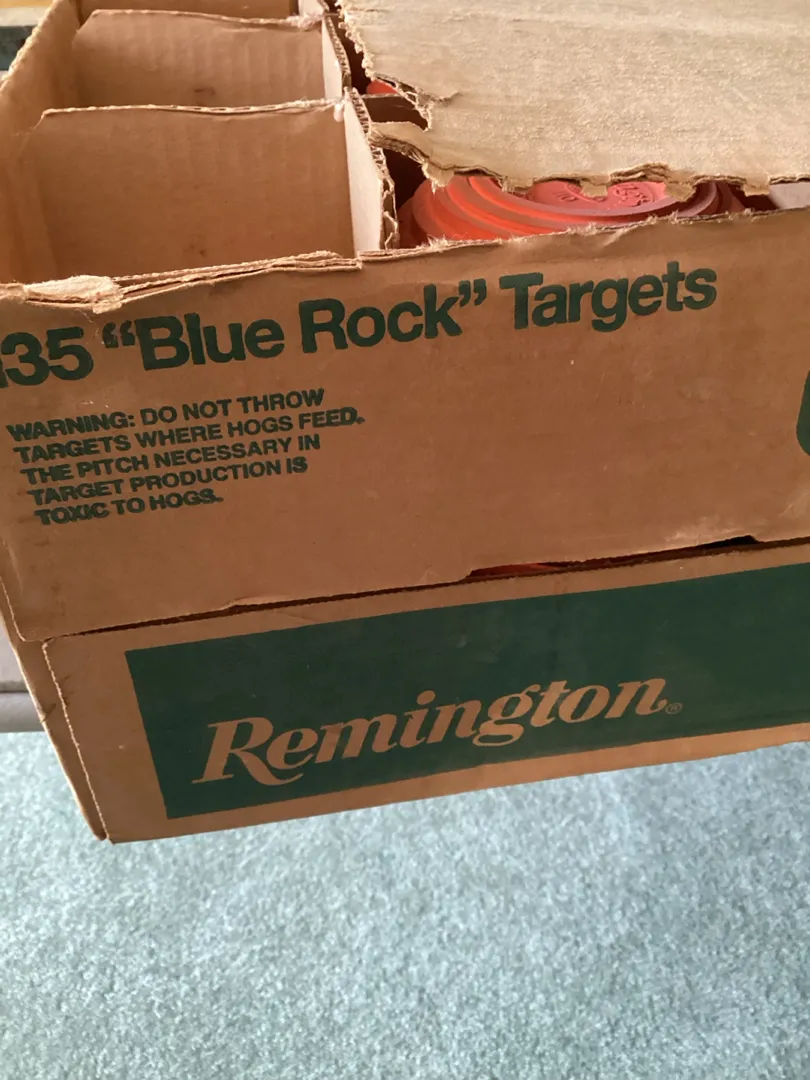 135 “Blue Rock” Targets
WARNING: DO NOT THROW
TARGETS WHERE HOGS FEED.
THE PITCH NECESSARY IN
TARGET PRODUCTION IS
TOXIC TO HOGS.
Remington®